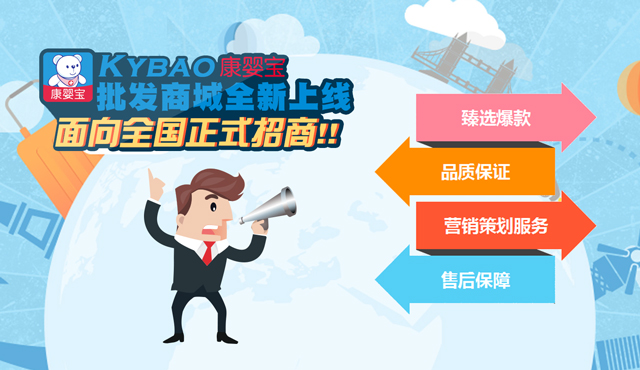 KYBAO康婴宝
康婴宝
批发商城全新上线
面向全国正式招商!!
臻选爆款
品质保证
营销策划服务
售后保障